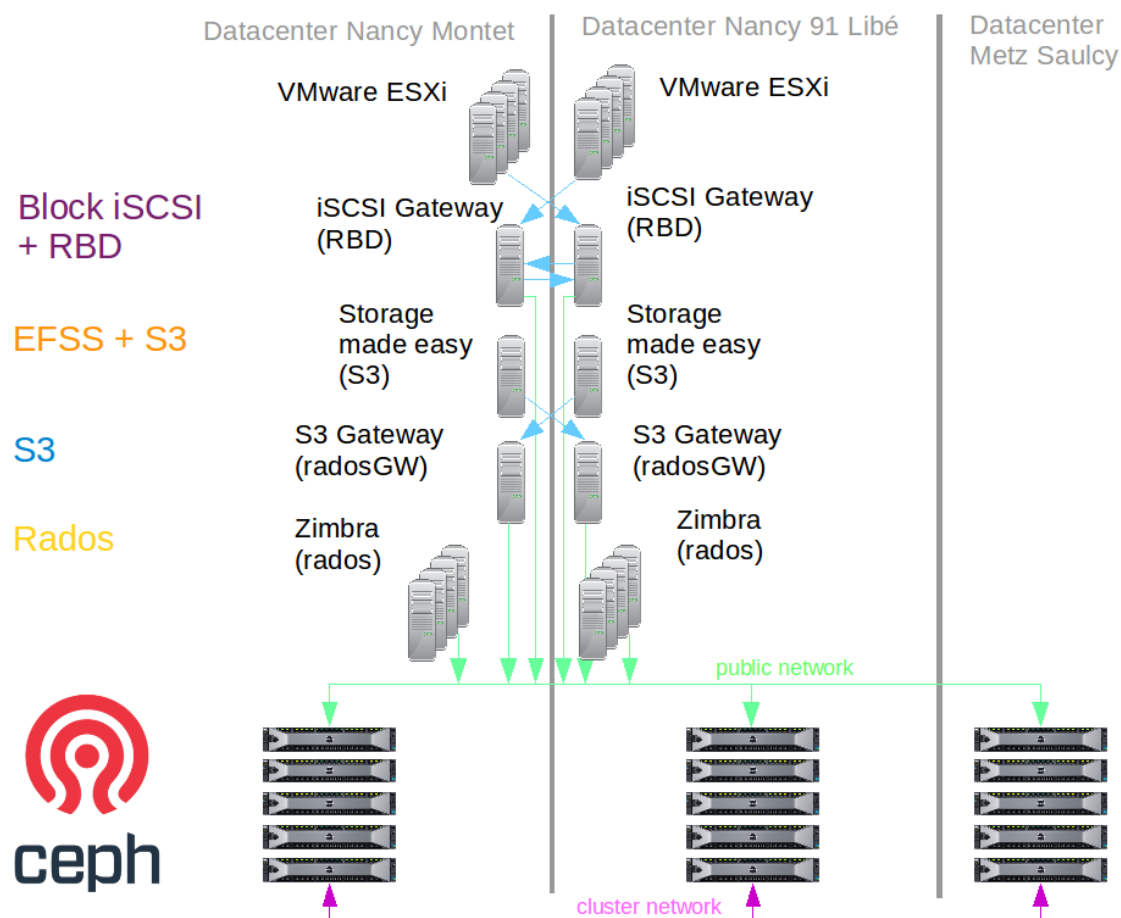 Datacenter Nancy Montet
Datacenter Nancy 91 Libé
Datacenter
Metz Saulcy
VMware ESXi
VMware ESXi
Block iSCSI
+ RBD
iSCSI Gateway
(RBD)
iSCSI Gateway
(RBD)
EFSS + S3
Storage
made easy
(S3)
Storage
made easy
(S3)
S3
S3 Gateway
(radosGW)
S3 Gateway
(radosGW)
Rados
Zimbra
(rados)
Zimbra
(rados)
public network
ceph
cluster network